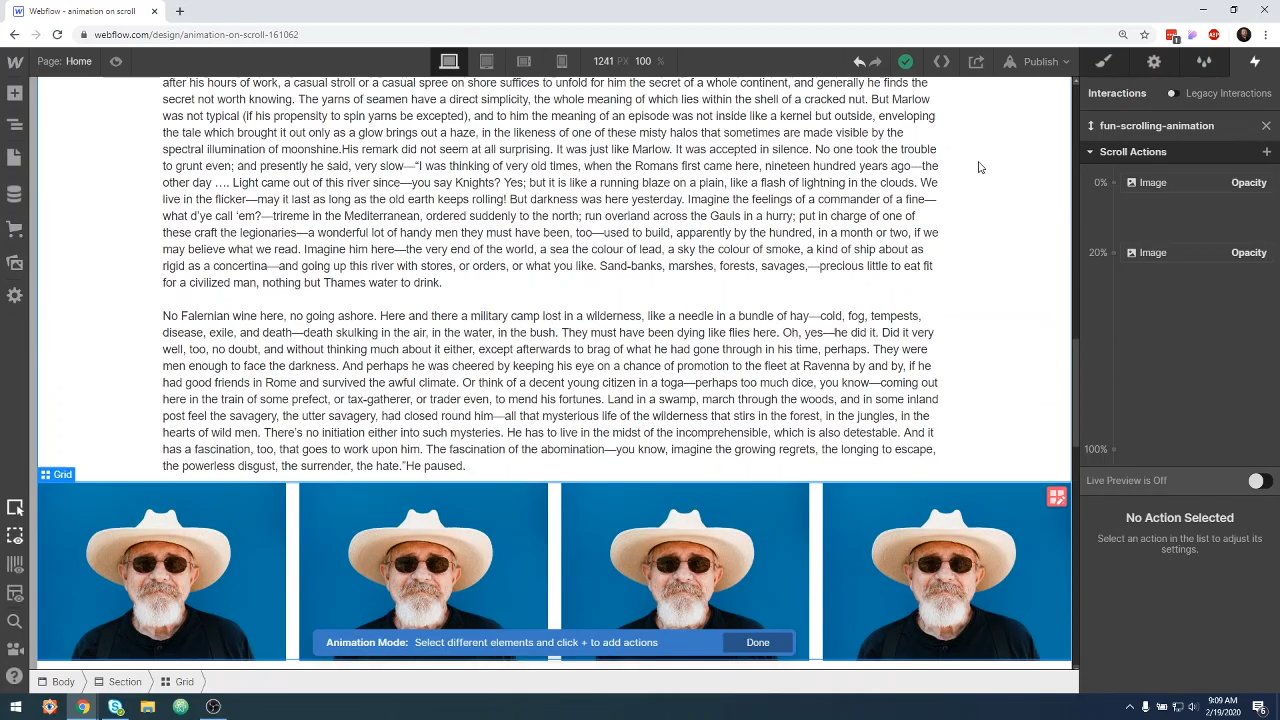 Webflow - animation on scroll
webflow.com/design/animation-on-scroll-161062
Page: Home
1241 PX 100 %
Publish
after his hours of work, a casual stroll or a casual spree on shore suffices to unfold for him the secret of a whole continent, and generally he finds the
secret not worth knowing. The yarns of seamen have a direct simplicity, the whole meaning of which lies within the shell of a cracked nut. But Marlow
was not typical (if his propensity to spin yarns be excepted), and to him the meaning of an episode was not inside like a kernel but outside, enveloping
the tale which brought it out only as a glow brings out a haze, in the likeness of one of these misty halos that sometimes are made visible by the
spectral illumination of moonshine.His remark did not seem at all surprising. It was just like Marlow. It was accepted in silence. No one took the trouble
to grunt even; and presently he said, very slow—“I was thinking of very old times, when the Romans first came here, nineteen hundred years ago—the
other day …. Light came out of this river since—you say Knights? Yes; but it is like a running blaze on a plain, like a flash of lightning in the clouds. We
live in the flicker—may it last as long as the old earth keeps rolling! But darkness was here yesterday. Imagine the feelings of a commander of a fine—
what d’ye call ’em?—trireme in the Mediterranean, ordered suddenly to the north; run overland across the Gauls in a hurry; put in charge of one of
these craft the legionaries—a wonderful lot of handy men they must have been, too—used to build, apparently by the hundred, in a month or two, if we
may believe what we read. Imagine him here—the very end of the world, a sea the colour of lead, a sky the colour of smoke, a kind of ship about as
rigid as a concertina—and going up this river with stores, or orders, or what you like. Sand-banks, marshes, forests, savages,—precious little to eat fit
for a civilized man, nothing but Thames water to drink.
No Falernian wine here, no going ashore. Here and there a military camp lost in a wilderness, like a needle in a bundle of hay—cold, fog, tempests,
disease, exile, and death—death skulking in the air, in the water, in the bush. They must have been dying like flies here. Oh, yes—he did it. Did it very
well, too, no doubt, and without thinking much about it either, except afterwards to brag of what he had gone through in his time, perhaps. They were
men enough to face the darkness. And perhaps he was cheered by keeping his eye on a chance of promotion to the fleet at Ravenna by and by, if he
had good friends in Rome and survived the awful climate. Or think of a decent young citizen in a toga—perhaps too much dice, you know—coming out
here in the train of some prefect, or tax-gatherer, or trader even, to mend his fortunes. Land in a swamp, march through the woods, and in some inland
post feel the savagery, the utter savagery, had closed round him—all that mysterious life of the wilderness that stirs in the forest, in the jungles, in the
hearts of wild men. There’s no initiation either into such mysteries. He has to live in the midst of the incomprehensible, which is also detestable. And it
has a fascination, too, that goes to work upon him. The fascination of the abomination—you know, imagine the growing regrets, the longing to escape,
the powerless disgust, the surrender, the hate.”He paused.
Grid
Animation Mode: Select different elements and click + to add actions
Done
Body
Section
Grid
Interactions
Legacy Interactions
fun-scrolling-animation
Scroll Actions
0% Image Opacity
20% Image Opacity
100%
Live Preview is Off
No Action Selected
Select an action in the list to adjust its
settings.
9:09 AM
2/19/2020